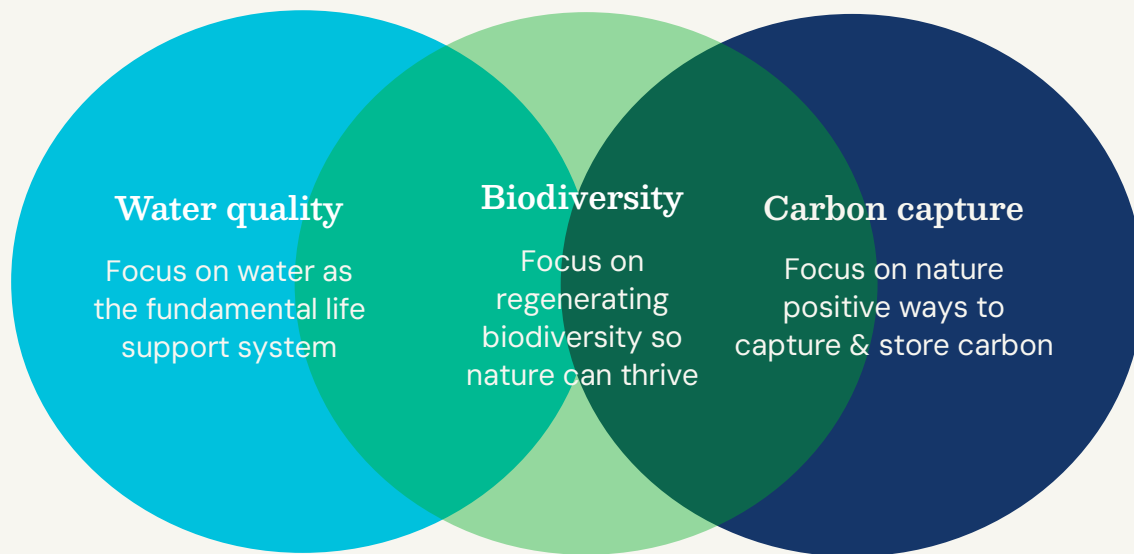 Water quality
Focus on water as
the fundamental life
support system
Biodiversity
Focus on
regenerating
biodiversity so
nature can thrive
Carbon capture
Focus on nature
positive ways to
capture & store carbon